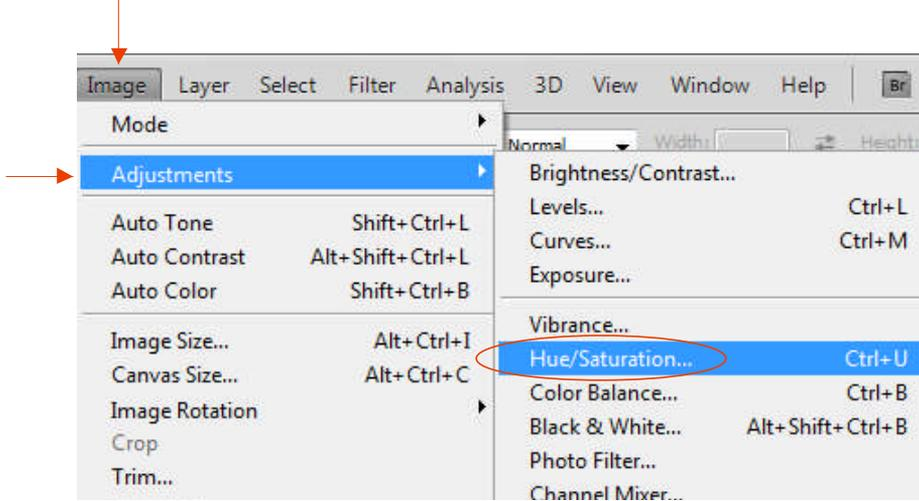 Image Layer Select Filter Analysis 3D View Window Help Br
Normal Width: Height:
Mode
Adjustments
Auto Tone Shift+Ctrl+L
Auto Contrast Alt+Shift+Ctrl+L
Auto Color Shift+Ctrl+B
Image Size... Alt+Ctrl+I
Canvas Size... Alt+Ctrl+C
Image Rotation
Crop
Trim...
Brightness/Contrast...
Levels... Ctrl+L
Curves... Ctrl+M
Exposure...
Vibrance...
Hue/Saturation... Ctrl+U
Color Balance... Ctrl+B
Black & White... Alt+Shift+Ctrl+B
Photo Filter...
Channel Mixer...